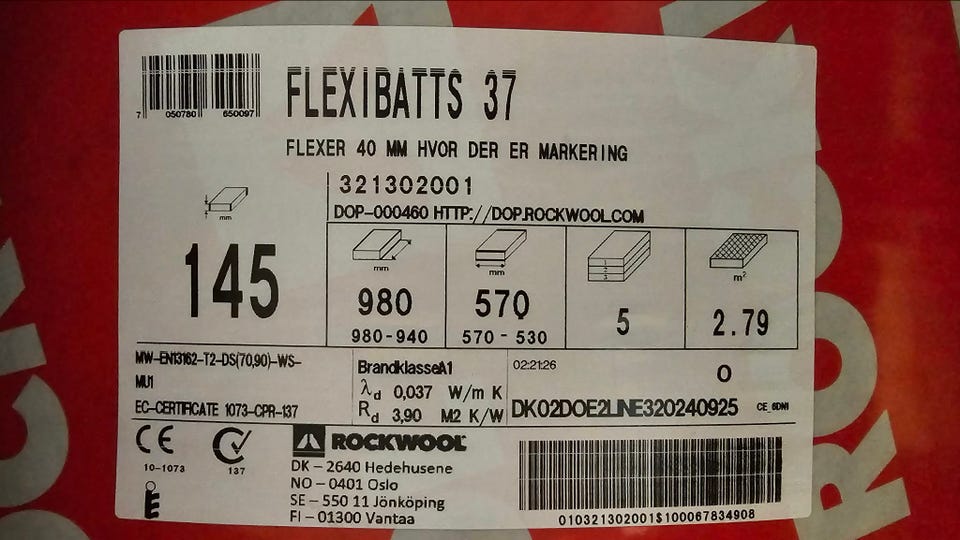 FLEXIBATTS 37
7 050780 650097
FLEXER 40 MM HVOR DER ER MARKERING
321302001
DOP-000460 HTTP://DOP.ROCKWOOL.COM
mm
145
mm
980
980-940
mm
570
570 - 530
1
2
3
5
m²
2.79
MW-EN13162-T2-DS(70,90)-WS-
MU1
EC-CERTIFICATE 1073-CPR-137
BrandklasseA1
λd 0,037 W/m K
Rd 3,90 M2 K/W
02:21:26
O
DK02DOE2LINE320240925
CE
10-1073
137
ROCKWOOL
DK – 2640 Hedehusene
NO – 0401 Oslo
SE – 550 11 Jönköping
FI – 01300 Vantaa
010321302001$100067834908